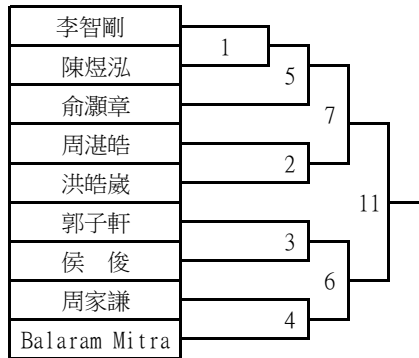 李智剛
1
陳煜泓
5
俞灝章
7
周湛皓
2
洪皓崴
11
郭子軒
3
侯 俊
6
周家謙
4
Balaram Mitra